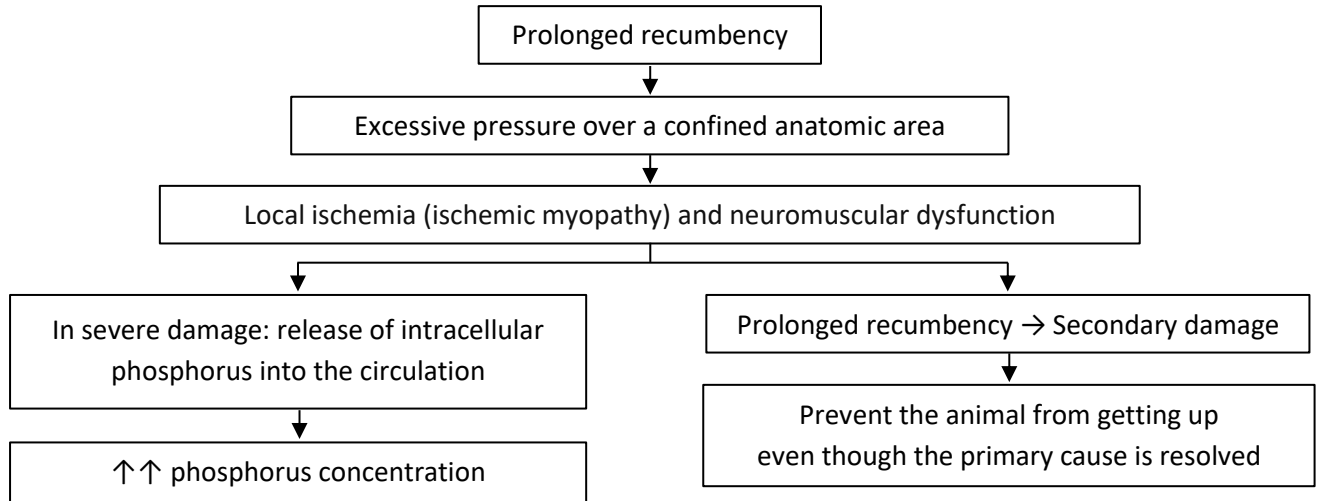 Prolonged recumbency
Excessive pressure over a confined anatomic area
Local ischemia (ischemic myopathy) and neuromuscular dysfunction
In severe damage: release of intracellular
phosphorus into the circulation
↑↑ phosphorus concentration
Prolonged recumbency → Secondary damage
Prevent the animal from getting up
even though the primary cause is resolved